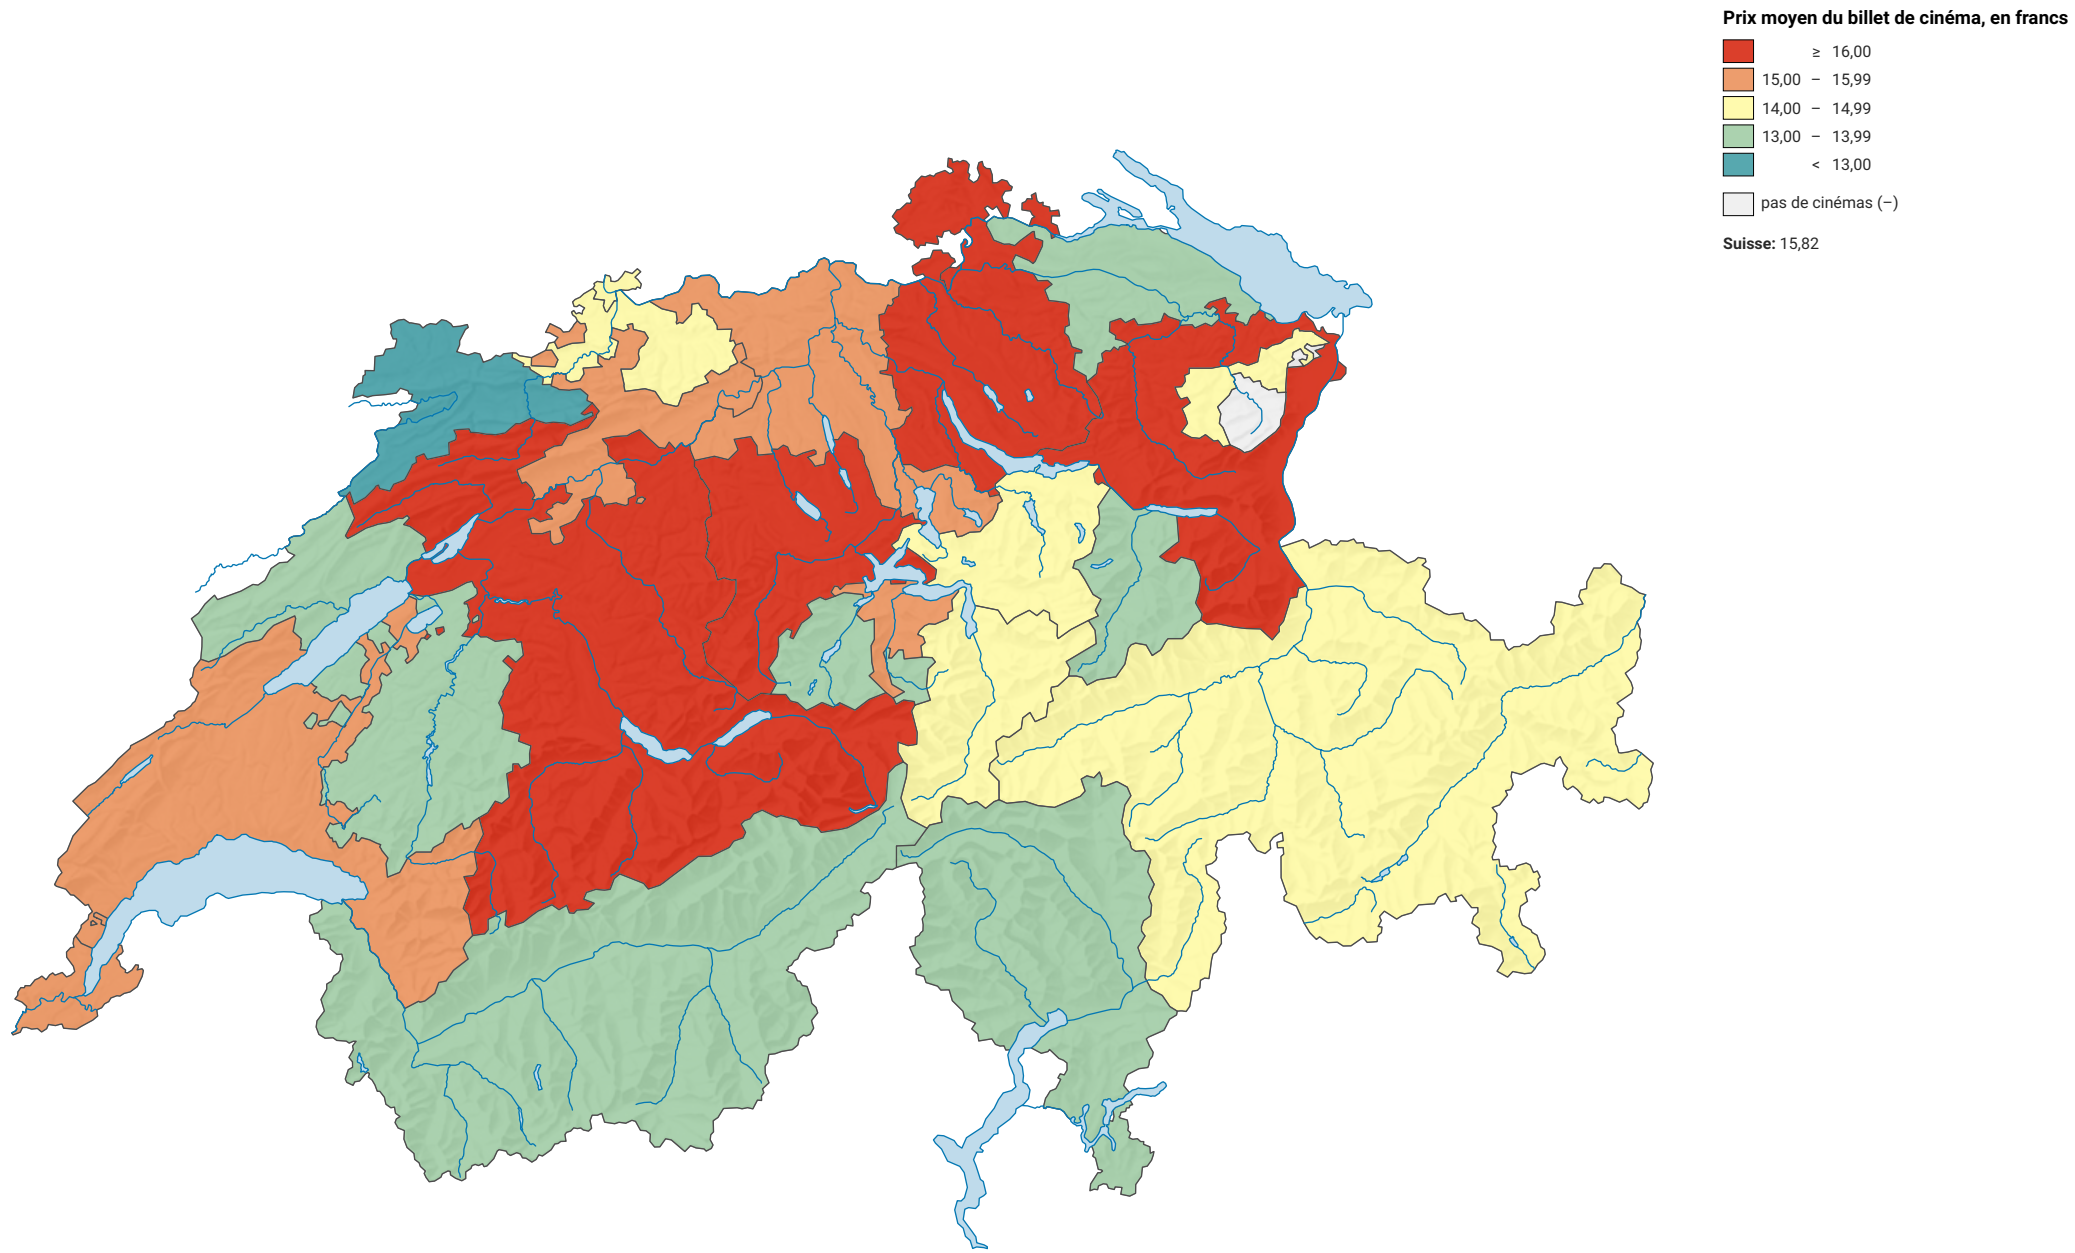 Prix moyen du billet de cinéma, en francs
≥ 16,00
15,00 – 15,99
14,00 – 14,99
13,00 – 13,99
< 13,00
pas de cinémas (–)
Suisse: 15,82